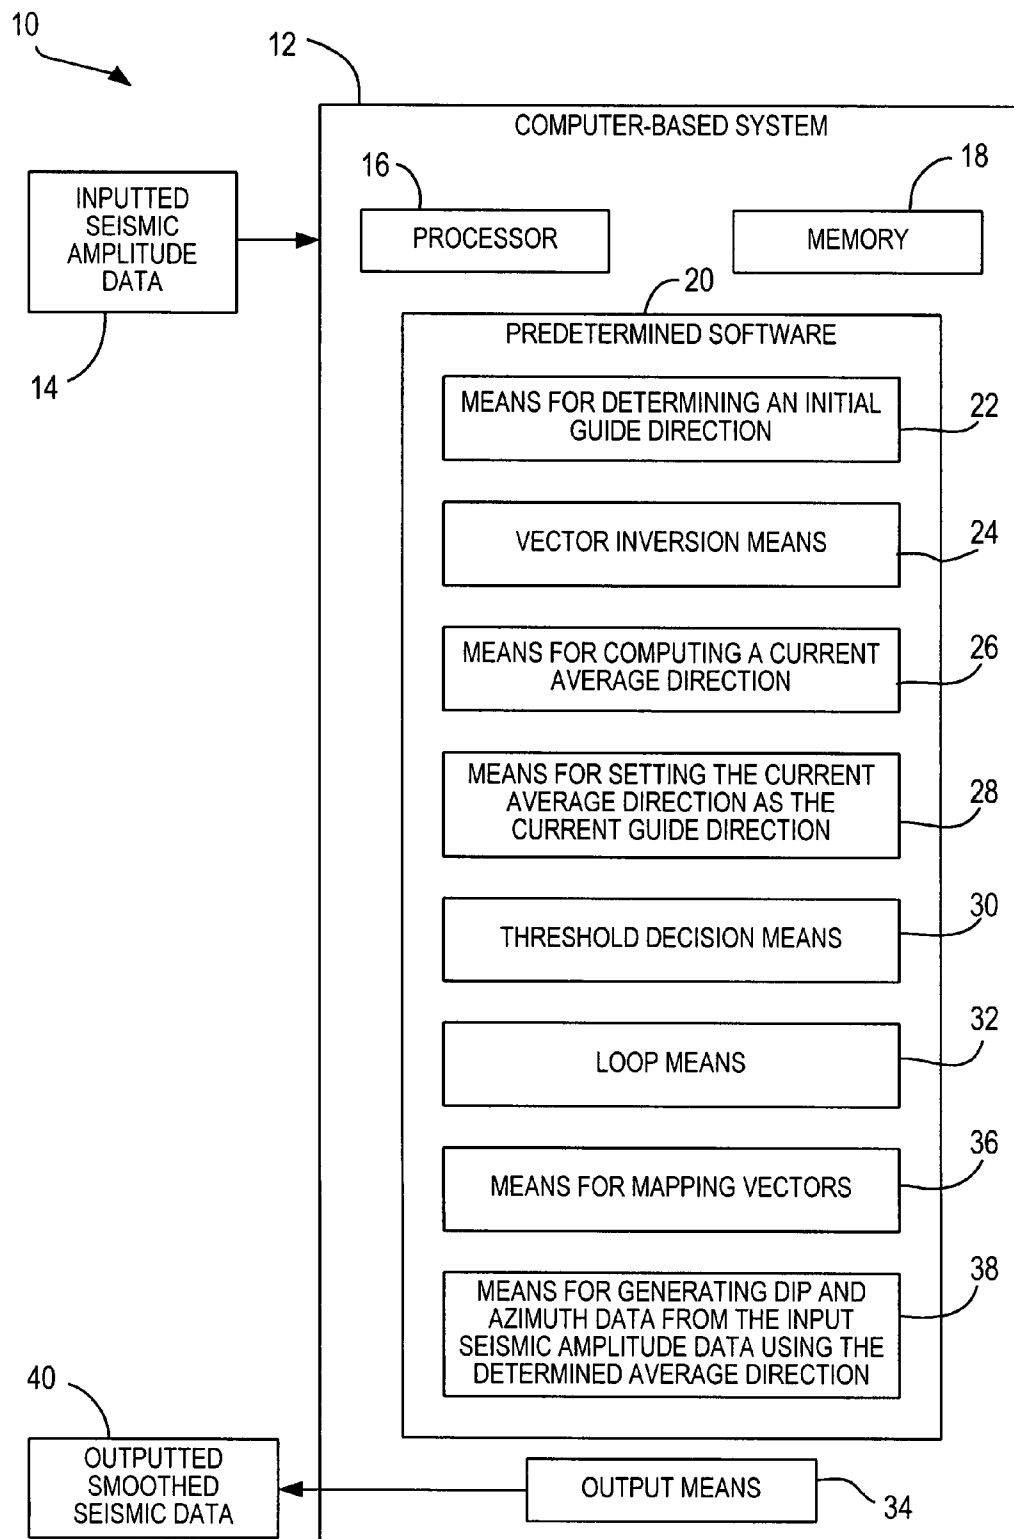 10
12
COMPUTER-BASED SYSTEM
16
18
INPUTTED
SEISMIC
AMPLITUDE
DATA
PROCESSOR
MEMORY
14
20
PREDETERMINED SOFTWARE
MEANS FOR DETERMINING AN INITIAL
GUIDE DIRECTION
22
VECTOR INVERSION MEANS
24
MEANS FOR COMPUTING A CURRENT
AVERAGE DIRECTION
26
MEANS FOR SETTING THE CURRENT
AVERAGE DIRECTION AS THE
CURRENT GUIDE DIRECTION
28
THRESHOLD DECISION MEANS
30
LOOP MEANS
32
MEANS FOR MAPPING VECTORS
36
MEANS FOR GENERATING DIP AND
AZIMUTH DATA FROM THE INPUT
SEISMIC AMPLITUDE DATA USING THE
DETERMINED AVERAGE DIRECTION
38
40
OUTPUTTED
SMOOTHED
SEISMIC DATA
OUTPUT MEANS
34